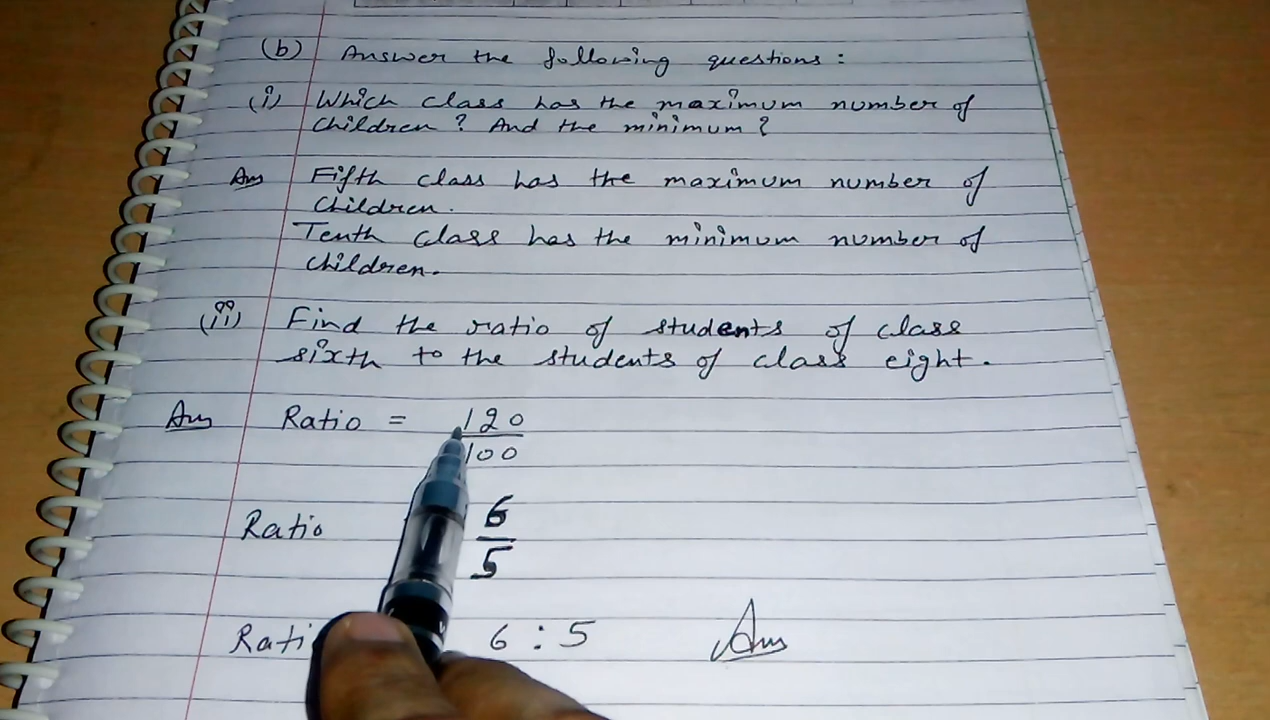 (b) Answer the following questions :
(i) Which class has the maximum number of
children ? And the minimum ?
Ans Fifth class has the maximum number of
children.
Tenth class has the minimum number of
children.
(ii) Find the ratio of students of class
sixth to the students of class eight.
Ans Ratio = 120
100
Ratio 6
5
6 : 5 Ans